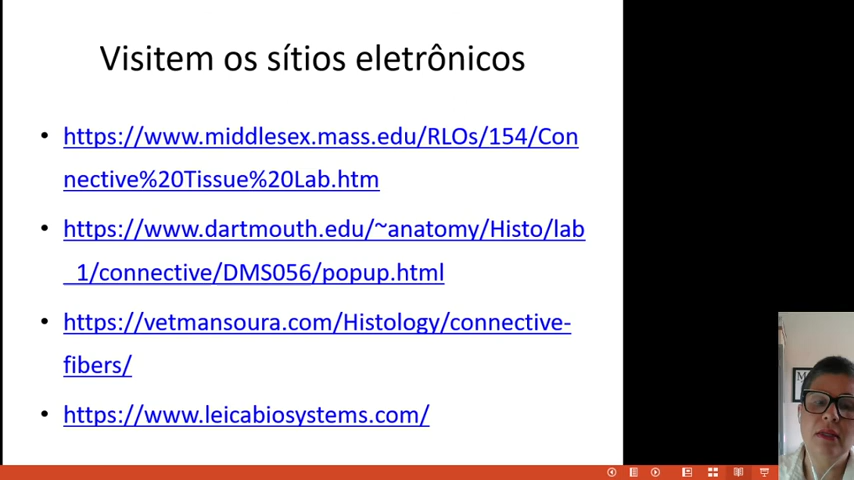 Visitem os sítios eletrônicos
• https://www.middlesex.mass.edu/RLOs/154/Con
nective%20Tissue%20Lab.htm
• https://www.dartmouth.edu/~anatomy/Histo/lab
_1/connective/DMS056/popup.html
• https://vetmansoura.com/Histology/connective-
fibers/
• https://www.leicabiosystems.com/